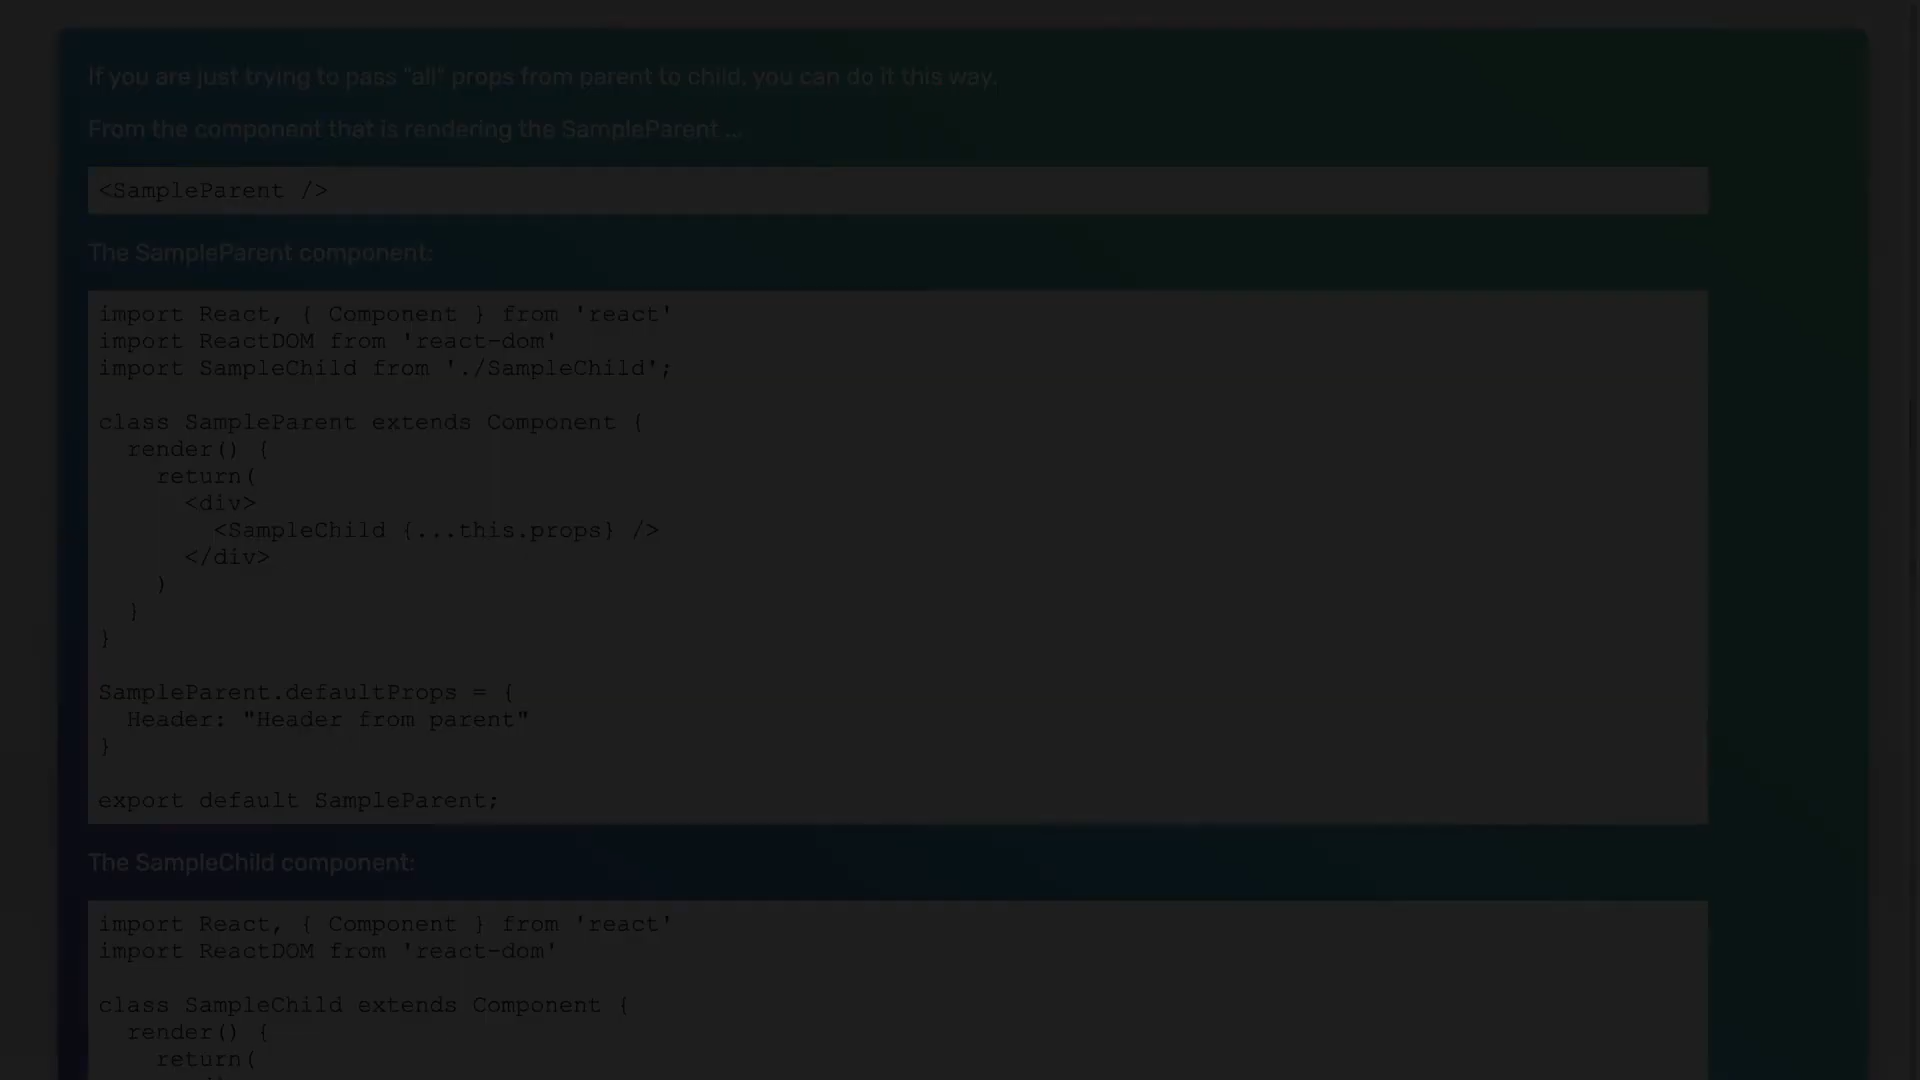 If you are just trying to pass "all" props from parent to child, you can do it this way.
From the component that is rendering the SampleParent ...
<SampleParent />
The SampleParent component:
import React, { Component } from 'react'
import ReactDOM from 'react-dom'
import SampleChild from './SampleChild';
class SampleParent extends Component {
render() {
return(
<div>
<SampleChild {...this.props} />
</div>
)
}
}
SampleParent.defaultProps = {
Header: "Header from parent"
}
export default SampleParent;
The SampleChild component:
import React, { Component } from 'react'
import ReactDOM from 'react-dom'
class SampleChild extends Component {
render() {
return(